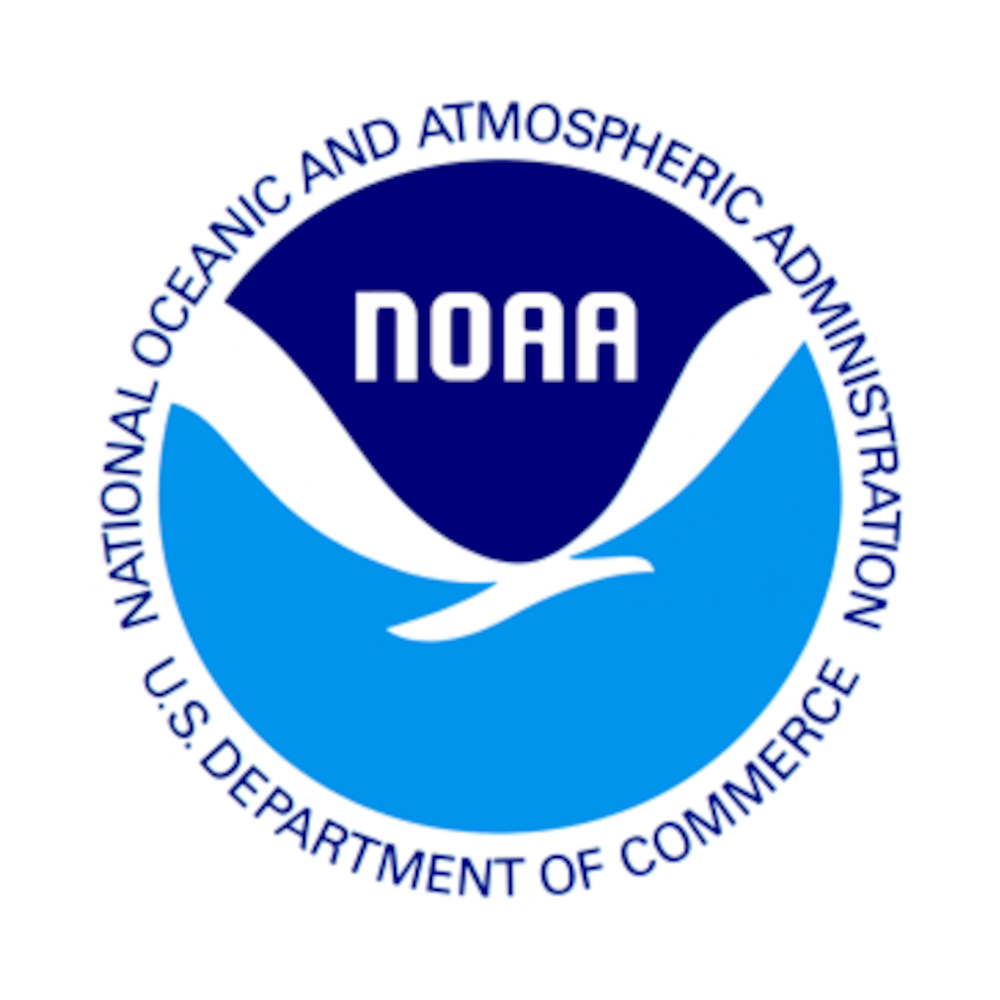 NATIONAL OCEANIC AND ATMOSPHERIC ADMINISTRATION
NOAA
U.S. DEPARTMENT OF COMMERCE